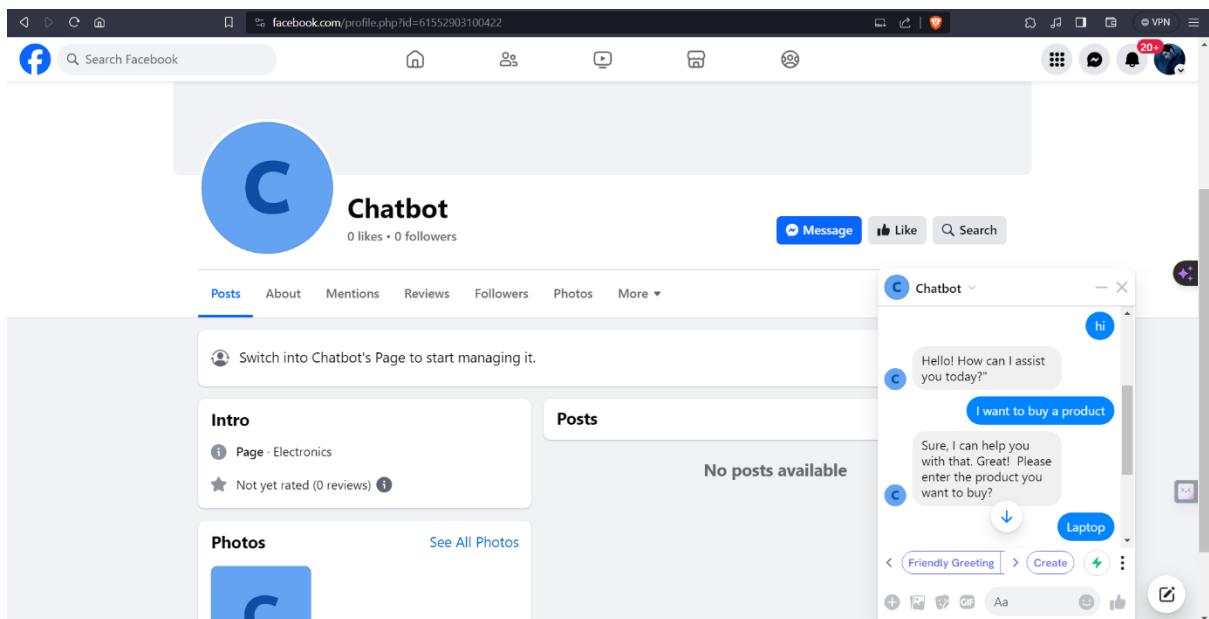 facebook.com/profile.php?id=61552903100422
VPN
Search Facebook
20+
C
Chatbot
0 likes • 0 followers
Message
Like
Search
Posts About Mentions Reviews Followers Photos More
Switch into Chatbot's Page to start managing it.
Intro
Page · Electronics
Not yet rated (0 reviews)
Photos
See All Photos
C
Posts
No posts available
C
Chatbot
hi
Hello! How can I assist
you today?"
C
I want to buy a product
Sure, I can help you
with that. Great! Please
enter the product you
want to buy?
C
Laptop
Friendly Greeting
Create
GIF
Aa